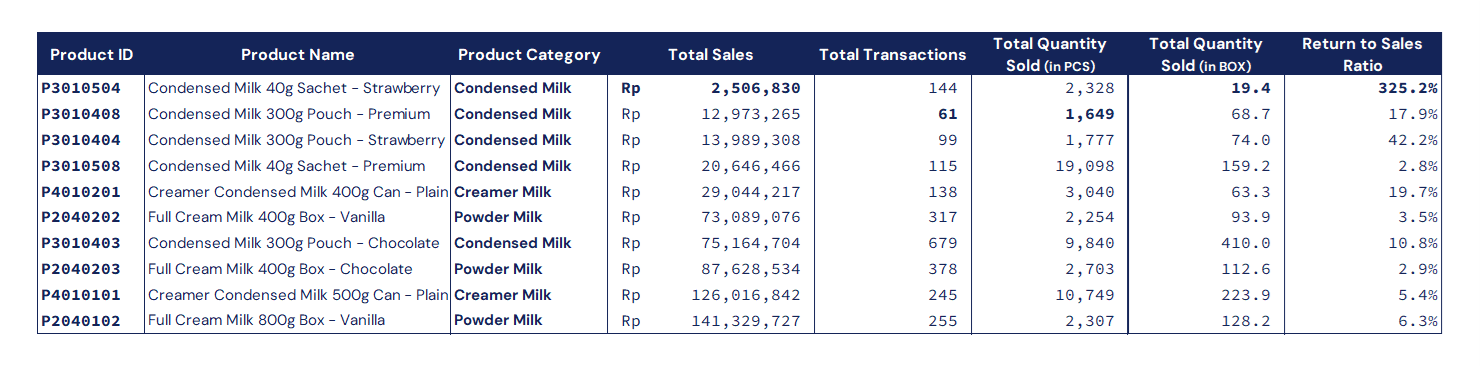 Product ID Product Name Product Category Total Sales Total Transactions Total Quantity Sold (in PCS) Total Quantity Sold (in BOX) Return to Sales Ratio
P3010504 Condensed Milk 40g Sachet - Strawberry Condensed Milk Rp 2,506,830 144 2,328 19.4 325.2%
P3010408 Condensed Milk 300g Pouch - Premium Condensed Milk Rp 12,973,265 61 1,649 68.7 17.9%
P3010404 Condensed Milk 300g Pouch - Strawberry Condensed Milk Rp 13,989,308 99 1,777 74.0 42.2%
P3010508 Condensed Milk 40g Sachet - Premium Condensed Milk Rp 20,646,466 115 19,098 159.2 2.8%
P4010201 Creamer Condensed Milk 400g Can - Plain Creamer Milk Rp 29,044,217 138 3,040 63.3 19.7%
P2040202 Full Cream Milk 400g Box - Vanilla Powder Milk Rp 73,089,076 317 2,254 93.9 3.5%
P3010403 Condensed Milk 300g Pouch - Chocolate Condensed Milk Rp 75,164,704 679 9,840 410.0 10.8%
P2040203 Full Cream Milk 400g Box - Chocolate Powder Milk Rp 87,628,534 378 2,703 112.6 2.9%
P4010101 Creamer Condensed Milk 500g Can - Plain Creamer Milk Rp 126,016,842 245 10,749 223.9 5.4%
P2040102 Full Cream Milk 800g Box - Vanilla Powder Milk Rp 141,329,727 255 2,307 128.2 6.3%